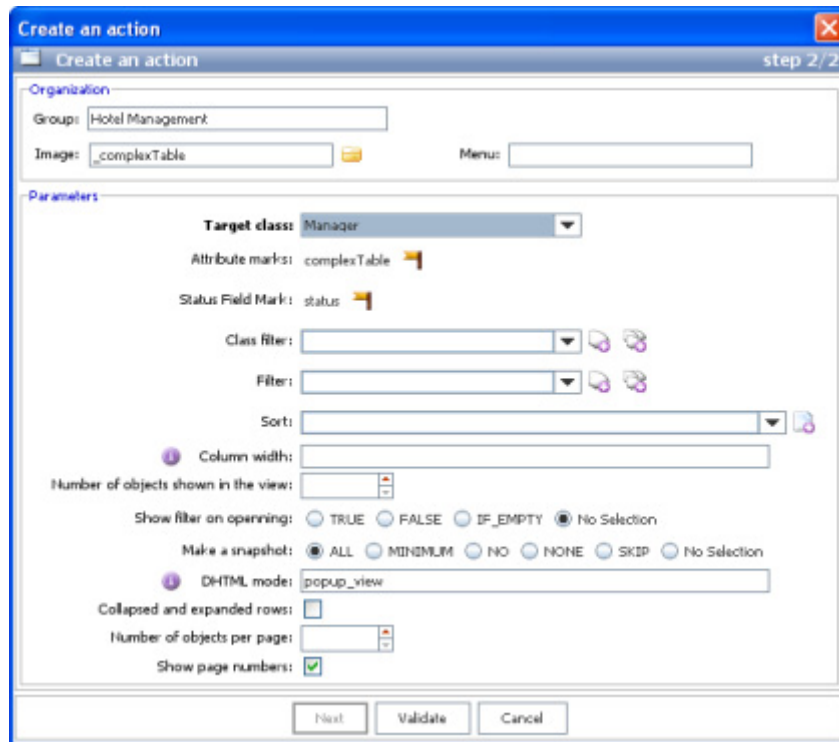 Create an action
Create an action step 2/2
Organization
Group: Hotel Management
Image: _complexTable Menu:
Parameters
Target class: Manager
Attribute marks: complexTable
Status Field Mark: status
Class filter:
Filter:
Sort:
Column width:
Number of objects shown in the view:
Show filter on openning: TRUE FALSE IF_EMPTY No Selection
Make a snapshot: ALL MINIMUM NO NONE SKIP No Selection
DHTML mode: popup_view
Collapsed and expanded rows:
Number of objects per page:
Show page numbers:
Next Validate Cancel